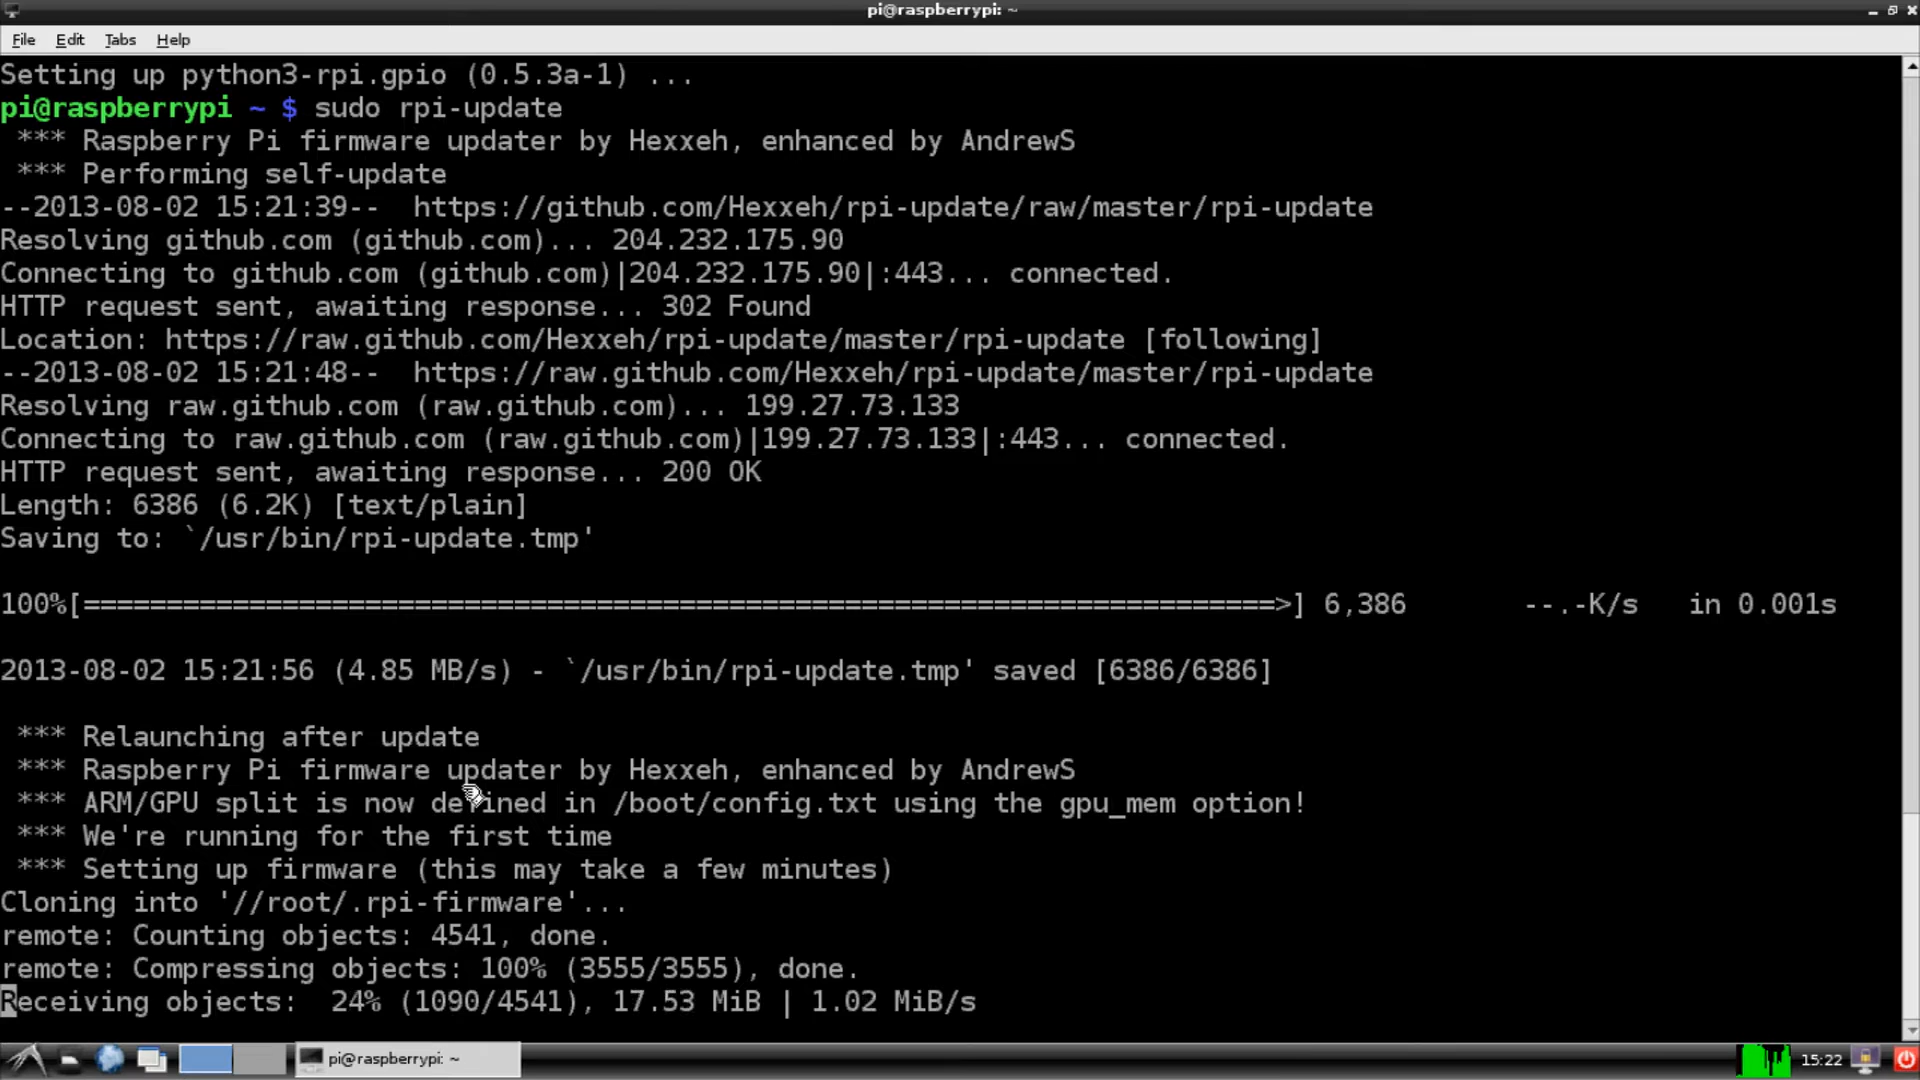 pi@raspberrypi: ~
File Edit Tabs Help
Setting up python3-rpi.gpio (0.5.3a-1) ...
pi@raspberrypi ~ $ sudo rpi-update
 *** Raspberry Pi firmware updater by Hexxeh, enhanced by AndrewS
 *** Performing self-update
--2013-08-02 15:21:39--  https://github.com/Hexxeh/rpi-update/raw/master/rpi-update
Resolving github.com (github.com)... 204.232.175.90
Connecting to github.com (github.com)|204.232.175.90|:443... connected.
HTTP request sent, awaiting response... 302 Found
Location: https://raw.github.com/Hexxeh/rpi-update/master/rpi-update [following]
--2013-08-02 15:21:48--  https://raw.github.com/Hexxeh/rpi-update/master/rpi-update
Resolving raw.github.com (raw.github.com)... 199.27.73.133
Connecting to raw.github.com (raw.github.com)|199.27.73.133|:443... connected.
HTTP request sent, awaiting response... 200 OK
Length: 6386 (6.2K) [text/plain]
Saving to: `/usr/bin/rpi-update.tmp'
100%[========================================================================>] 6,386       --.-K/s   in 0.001s
2013-08-02 15:21:56 (4.85 MB/s) - `/usr/bin/rpi-update.tmp' saved [6386/6386]
 *** Relaunching after update
 *** Raspberry Pi firmware updater by Hexxeh, enhanced by AndrewS
 *** ARM/GPU split is now defined in /boot/config.txt using the gpu_mem option!
 *** We're running for the first time
 *** Setting up firmware (this may take a few minutes)
Cloning into '//root/.rpi-firmware'...
remote: Counting objects: 4541, done.
remote: Compressing objects: 100% (3555/3555), done.
Receiving objects:  24% (1090/4541), 17.53 MiB | 1.02 MiB/s
pi@raspberrypi: ~
15:22